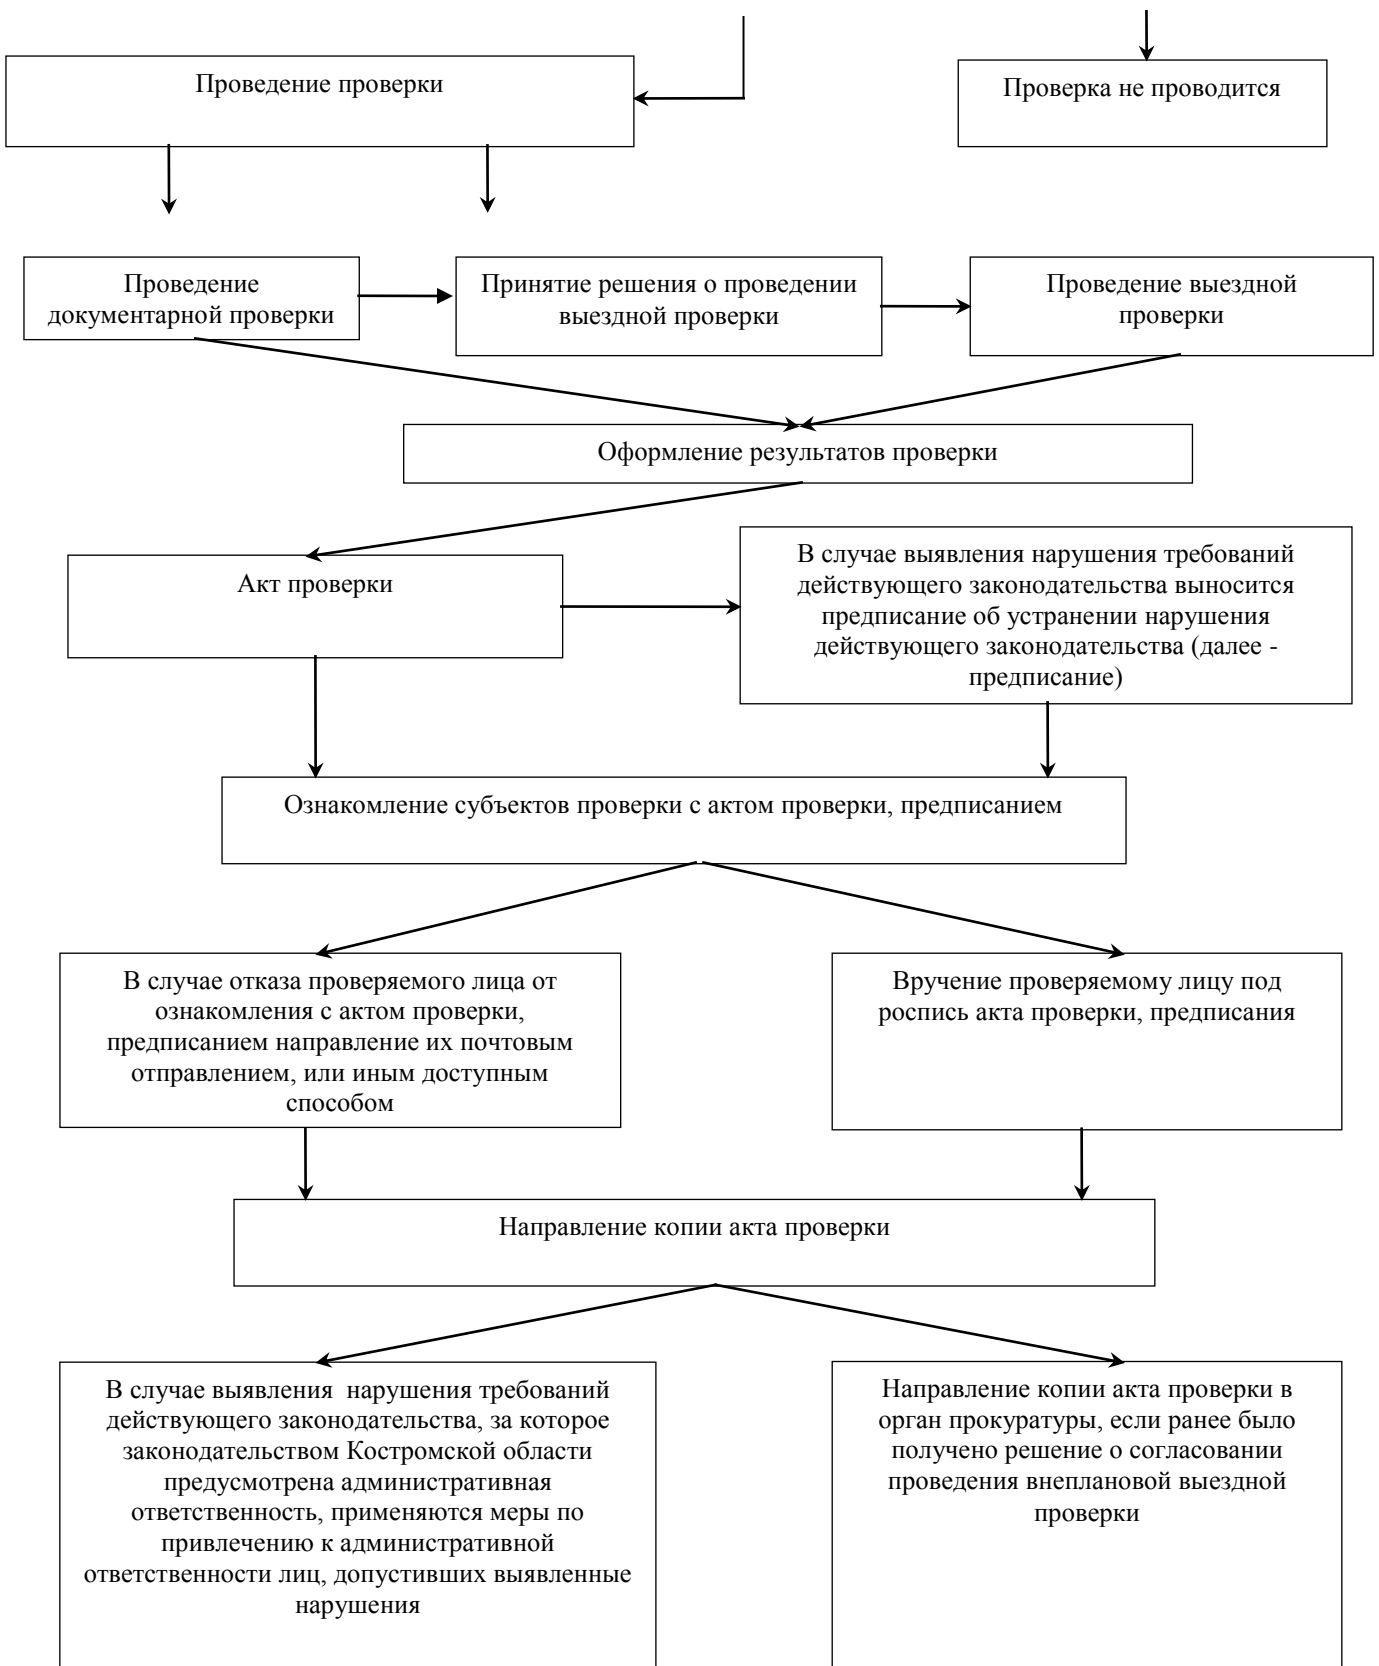 Проведение проверки
Проверка не проводится
Проведение
документарной проверки
Принятие решения о проведении
выездной проверки
Проведение выездной
проверки
Оформление результатов проверки
Акт проверки
В случае выявления нарушения требований
действующего законодательства выносится
предписание об устранении нарушения
действующего законодательства (далее -
предписание)
Ознакомление субъектов проверки с актом проверки, предписанием
В случае отказа проверяемого лица от
ознакомления с актом проверки,
предписанием направление их почтовым
отправлением, или иным доступным
способом
Вручение проверяемому лицу под
роспись акта проверки, предписания
Направление копии акта проверки
В случае выявления  нарушения требований
действующего законодательства, за которое
законодательством Костромской области
предусмотрена административная
ответственность, применяются меры по
привлечению к административной
ответственности лиц, допустивших выявленные
нарушения
Направление копии акта проверки в
орган прокуратуры, если ранее было
получено решение о согласовании
проведения внеплановой выездной
проверки